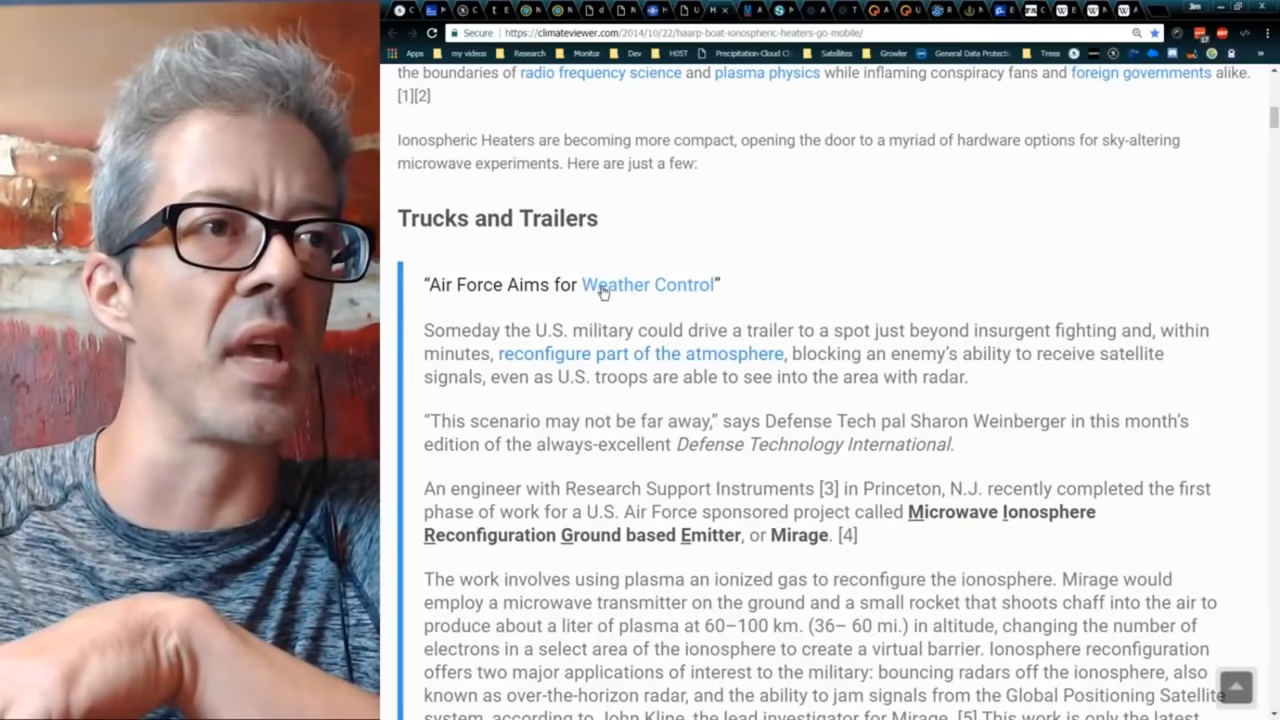 Jim
Secure
https://climateviewer.com/2014/10/22/haarp-boat-ionospheric-heaters-go-mobile/
Apps my videos Research Monitor Dev H0ST Precipitation-Cloud C Satellites Growler General Data Protecti Trees
the boundaries of radio frequency science and plasma physics while inflaming conspiracy fans and foreign governments alike.
[1][2]
Ionospheric Heaters are becoming more compact, opening the door to a myriad of hardware options for sky-altering
microwave experiments. Here are just a few:
Trucks and Trailers
“Air Force Aims for Weather Control”
Someday the U.S. military could drive a trailer to a spot just beyond insurgent fighting and, within
minutes, reconfigure part of the atmosphere, blocking an enemy’s ability to receive satellite
signals, even as U.S. troops are able to see into the area with radar.
“This scenario may not be far away,” says Defense Tech pal Sharon Weinberger in this month’s
edition of the always-excellent Defense Technology International.
An engineer with Research Support Instruments [3] in Princeton, N.J. recently completed the first
phase of work for a U.S. Air Force sponsored project called Microwave Ionosphere
Reconfiguration Ground based Emitter, or Mirage. [4]
The work involves using plasma an ionized gas to reconfigure the ionosphere. Mirage would
employ a microwave transmitter on the ground and a small rocket that shoots chaff into the air to
produce about a liter of plasma at 60–100 km. (36– 60 mi.) in altitude, changing the number of
electrons in a select area of the ionosphere to create a virtual barrier. Ionosphere reconfiguration
offers two major applications of interest to the military: bouncing radars off the ionosphere, also
known as over-the-horizon radar, and the ability to jam signals from the Global Positioning Satellite
system, according to John Kline, the lead investigator for Mirage. [5] This work is only the latest